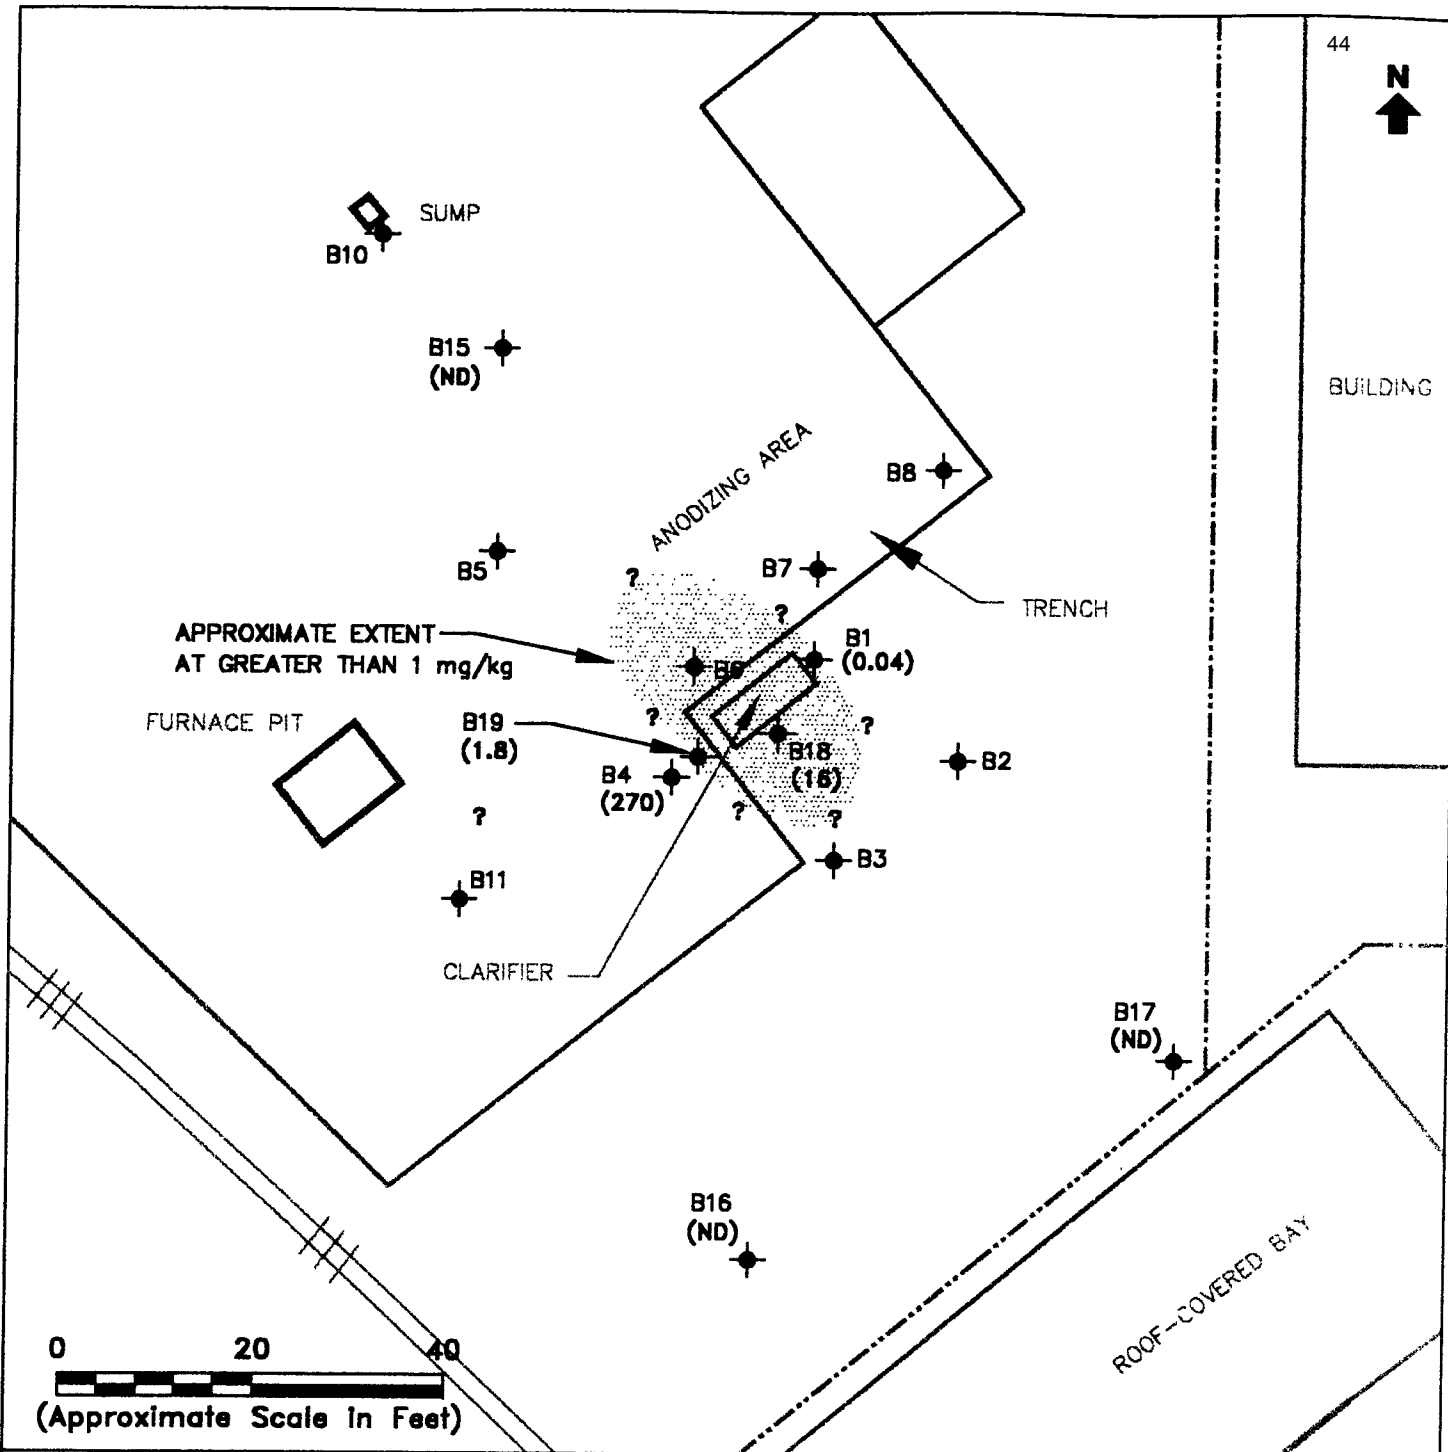 44
N
SUMP
B10
B15
(ND)
BUILDING
ANODIZING AREA
B8
B5
B7
?
?
TRENCH
APPROXIMATE EXTENT
AT GREATER THAN 1 mg/kg
B1
(0.04)
B6
FURNACE PIT
B19
(1.8)
?
?
B18
(16)
B2
B4
(270)
?
?
?
B3
B11
CLARIFIER
B17
(ND)
B16
(ND)
ROOF-COVERED BAY
0 20 40
(Approximate Scale in Feet)